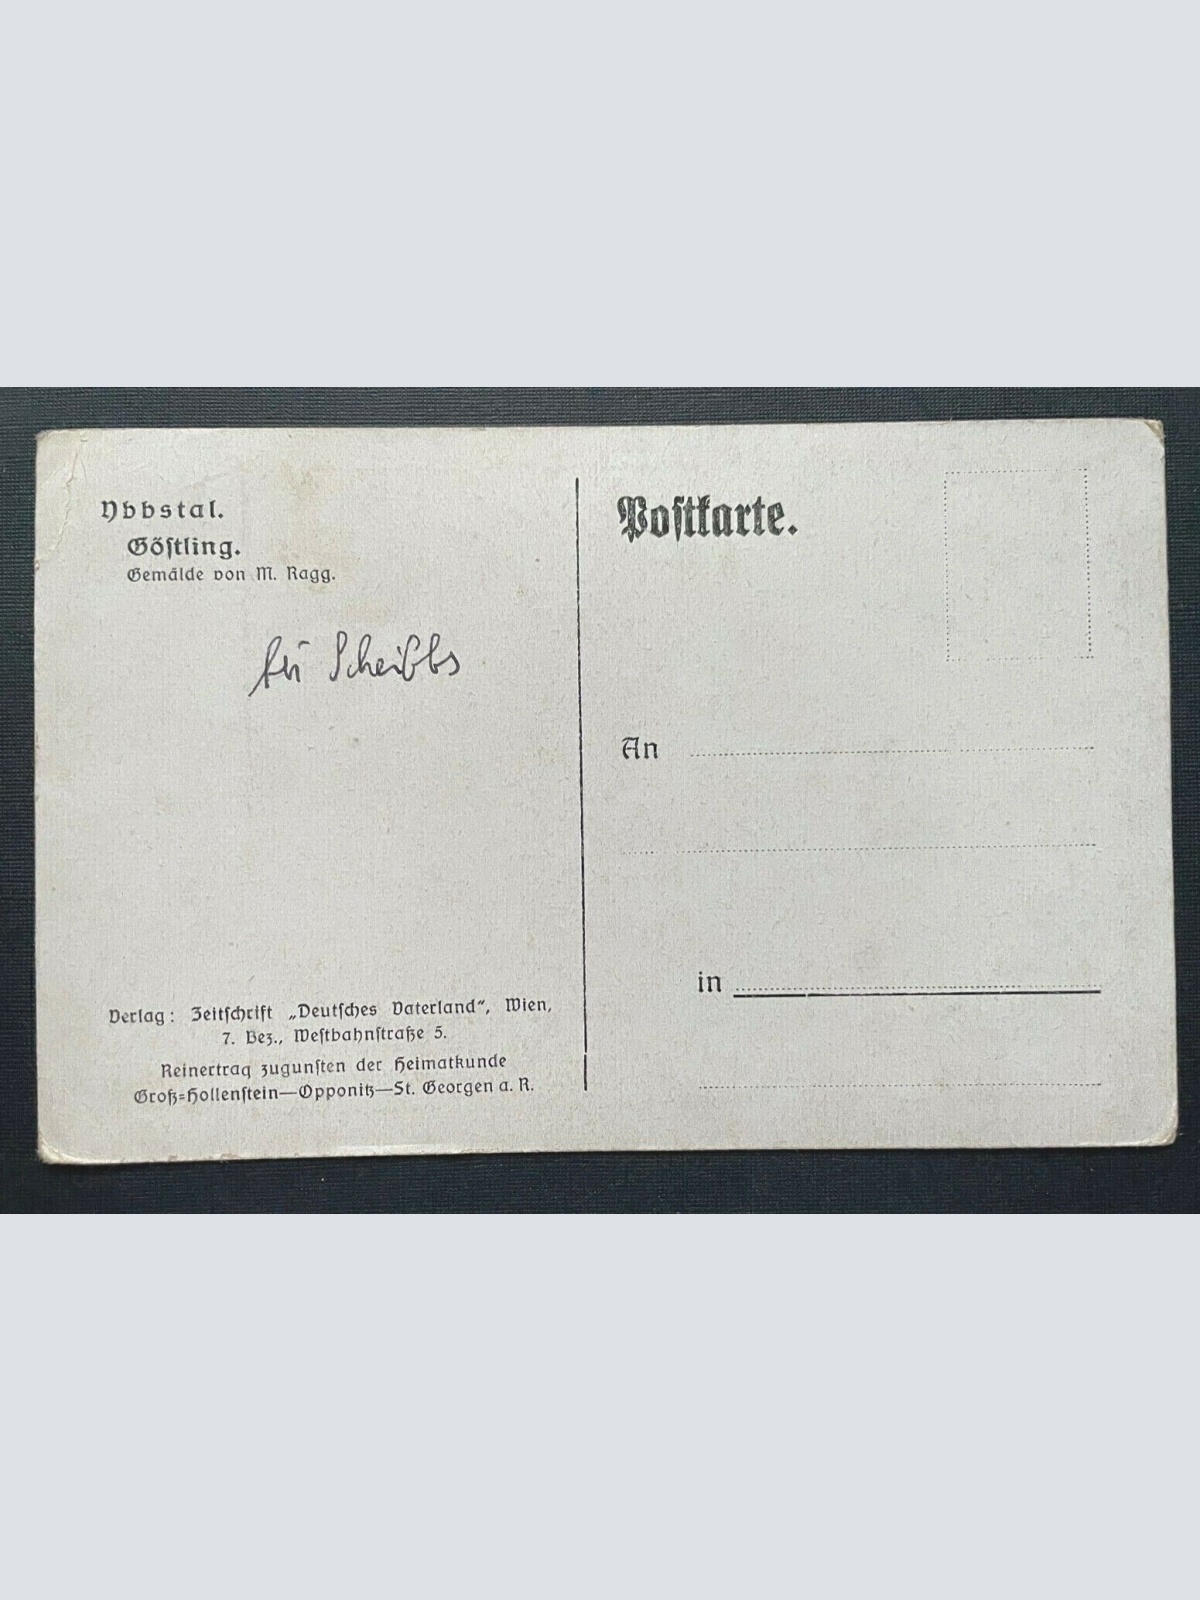 Ybbstal.
Göſtling.
Gemälde von M. Ragg.
bei Scheibbs
Verlag: Zeitſchrift „Deutſches Vaterland“, Wien,
7. Bez., Weſtbahnſtraße 5.
Reinertrag zugunſten der Heimatkunde
Groß=Hollenſtein—Opponitz—St. Georgen a. R.
Poſtkarte.
An
in